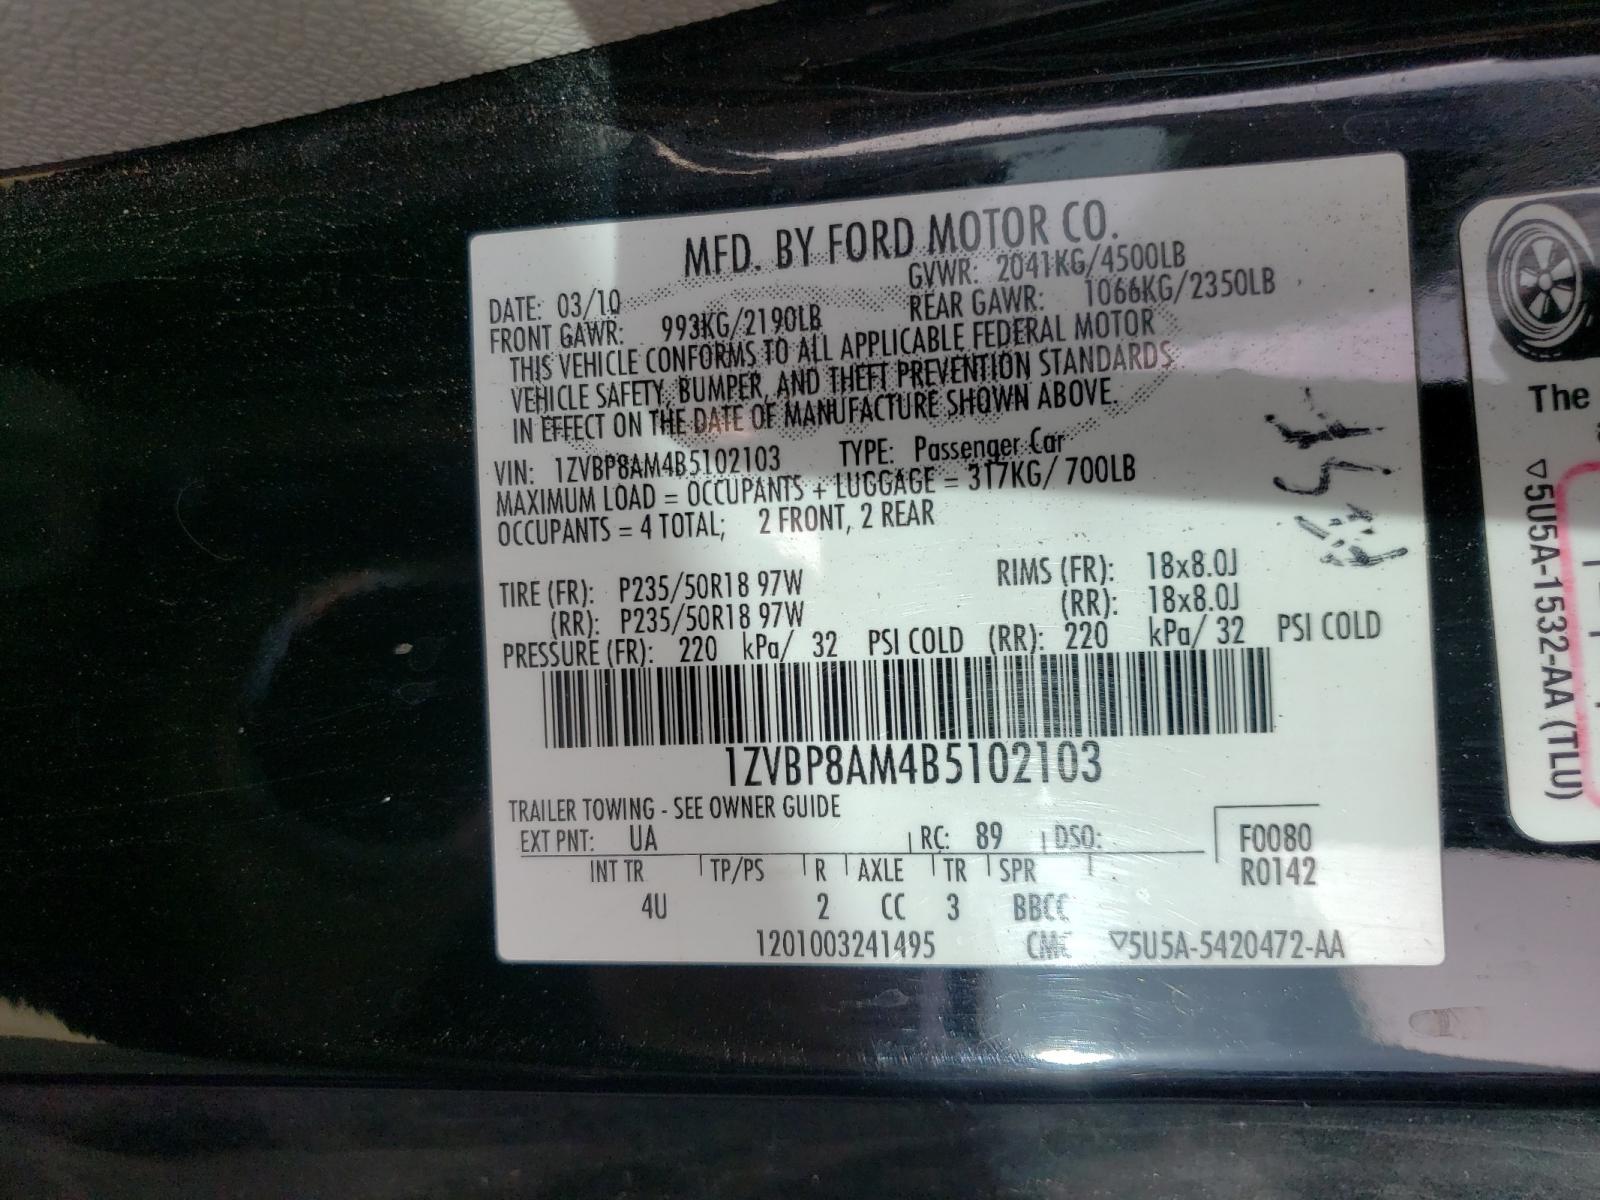 MFD. BY FORD MOTOR CO.
DATE: 03/10 GVWR: 2041KG/4500LB
FRONT GAWR: 993KG/2190LB REAR GAWR: 1066KG/2350LB
THIS VEHICLE CONFORMS TO ALL APPLICABLE FEDERAL MOTOR
VEHICLE SAFETY, BUMPER, AND THEFT PREVENTION STANDARDS
IN EFFECT ON THE DATE OF MANUFACTURE SHOWN ABOVE.
VIN: 1ZVBP8AM4B5102103 TYPE: Passenger Car
MAXIMUM LOAD = OCCUPANTS + LUGGAGE = 317KG/ 700LB
OCCUPANTS = 4 TOTAL; 2 FRONT, 2 REAR
TIRE (FR): P235/50R18 97W RIMS (FR): 18x8.0J
(RR): P235/50R18 97W (RR): 18x8.0J
PRESSURE (FR): 220 kPa/ 32 PSI COLD (RR): 220 kPa/ 32 PSI COLD
1ZVBP8AM4B5102103
TRAILER TOWING - SEE OWNER GUIDE
EXT PNT: UA RC: 89 DSO: F0080
INT TR TP/PS R AXLE TR SPR R0142
4U 2 CC 3 BBCC
1201003241495 CMC ▽5U5A-5420472-AA
The
▽5U5A-1532-AA (TLU)